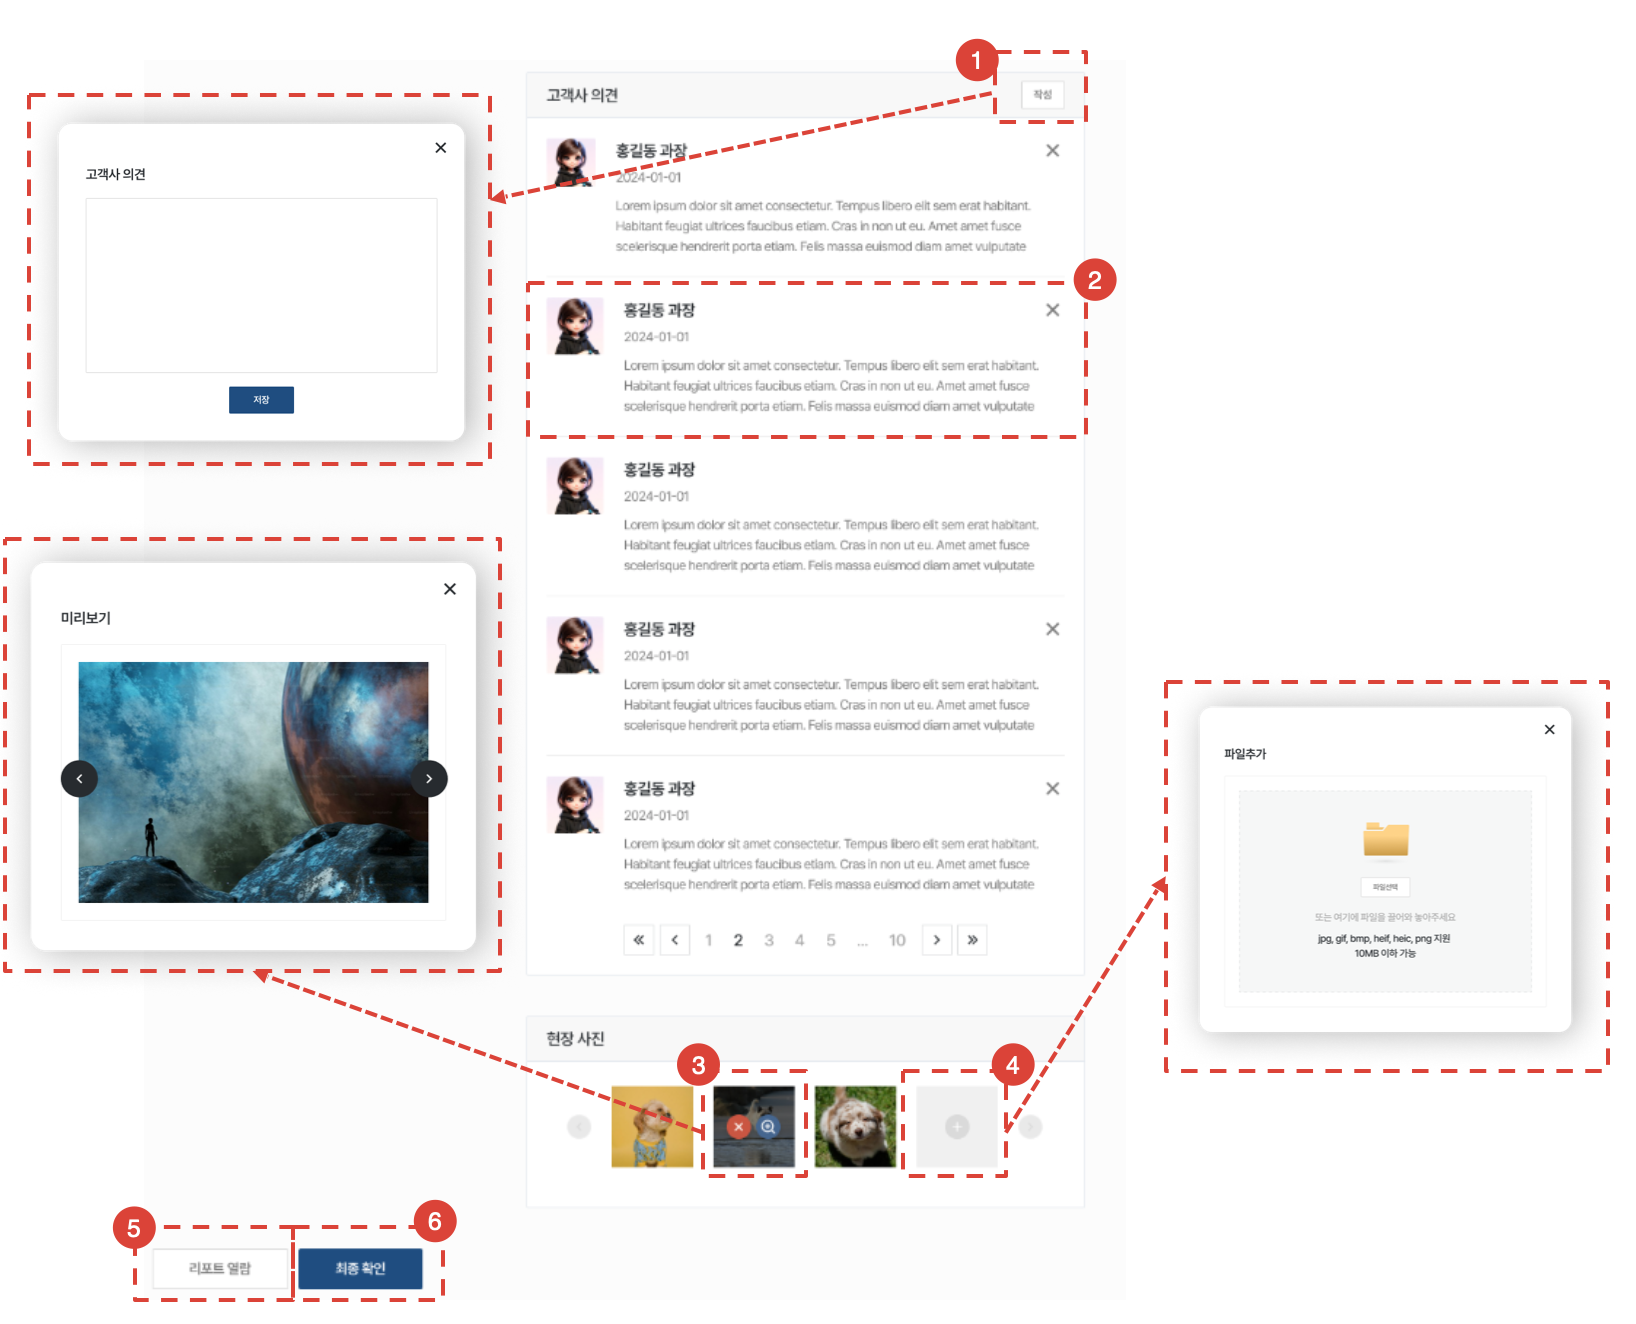 1
고객사 의견
작성
고객사 의견
저장
홍길동 과장
2024-01-01
Lorem ipsum dolor sit amet consectetur. Tempus libero elit sem erat habitant.
Habitant feugiat ultrices faucibus etiam. Cras in non ut eu. Amet amet fusce
scelerisque hendrerit porta etiam. Felis massa euismod diam amet vulputate
2
홍길동 과장
2024-01-01
Lorem ipsum dolor sit amet consectetur. Tempus libero elit sem erat habitant.
Habitant feugiat ultrices faucibus etiam. Cras in non ut eu. Amet amet fusce
scelerisque hendrerit porta etiam. Felis massa euismod diam amet vulputate
홍길동 과장
2024-01-01
Lorem ipsum dolor sit amet consectetur. Tempus libero elit sem erat habitant.
Habitant feugiat ultrices faucibus etiam. Cras in non ut eu. Amet amet fusce
scelerisque hendrerit porta etiam. Felis massa euismod diam amet vulputate
홍길동 과장
2024-01-01
Lorem ipsum dolor sit amet consectetur. Tempus libero elit sem erat habitant.
Habitant feugiat ultrices faucibus etiam. Cras in non ut eu. Amet amet fusce
scelerisque hendrerit porta etiam. Felis massa euismod diam amet vulputate
홍길동 과장
2024-01-01
Lorem ipsum dolor sit amet consectetur. Tempus libero elit sem erat habitant.
Habitant feugiat ultrices faucibus etiam. Cras in non ut eu. Amet amet fusce
scelerisque hendrerit porta etiam. Felis massa euismod diam amet vulputate
« ‹ 1 2 3 4 5 ... 10 › »
미리보기
파일추가
파일선택
또는 여기에 파일을 끌어와 놓아주세요
jpg, gif, bmp, heif, heic, png 지원
10MB 이하 가능
현장 사진
3
4
5
6
리포트 열람
최종 확인